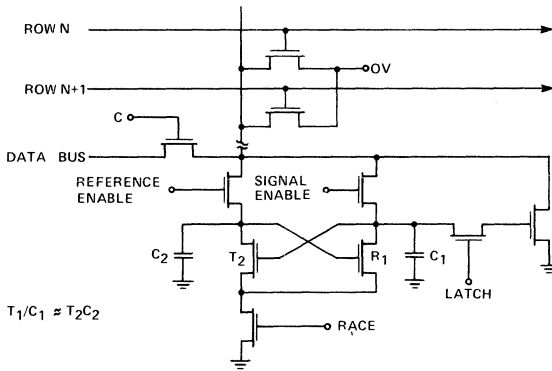 ROW N
OV
ROW N+1
C
DATA BUS
REFERENCE ENABLE
SIGNAL ENABLE
C₂
T₂
R₁
C₁
LATCH
T₁/C₁ ≈ T₂C₂
RACE